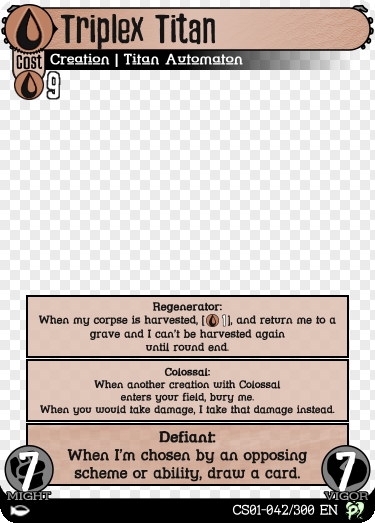 Triplex Titan
Cost
Creation | Titan Automaton
9
Regenerator:
When my corpse is harvested, [1], and return me to a
grave and I can't be harvested again
until round end.
Colossal:
When another creation with Colossal
enters your field, bury me.
When you would take damage, I take that damage instead.
Defiant:
When I'm chosen by an opposing
scheme or ability, draw a card.
7
MIGHT
7
VIGOR
CS01-042/300 EN